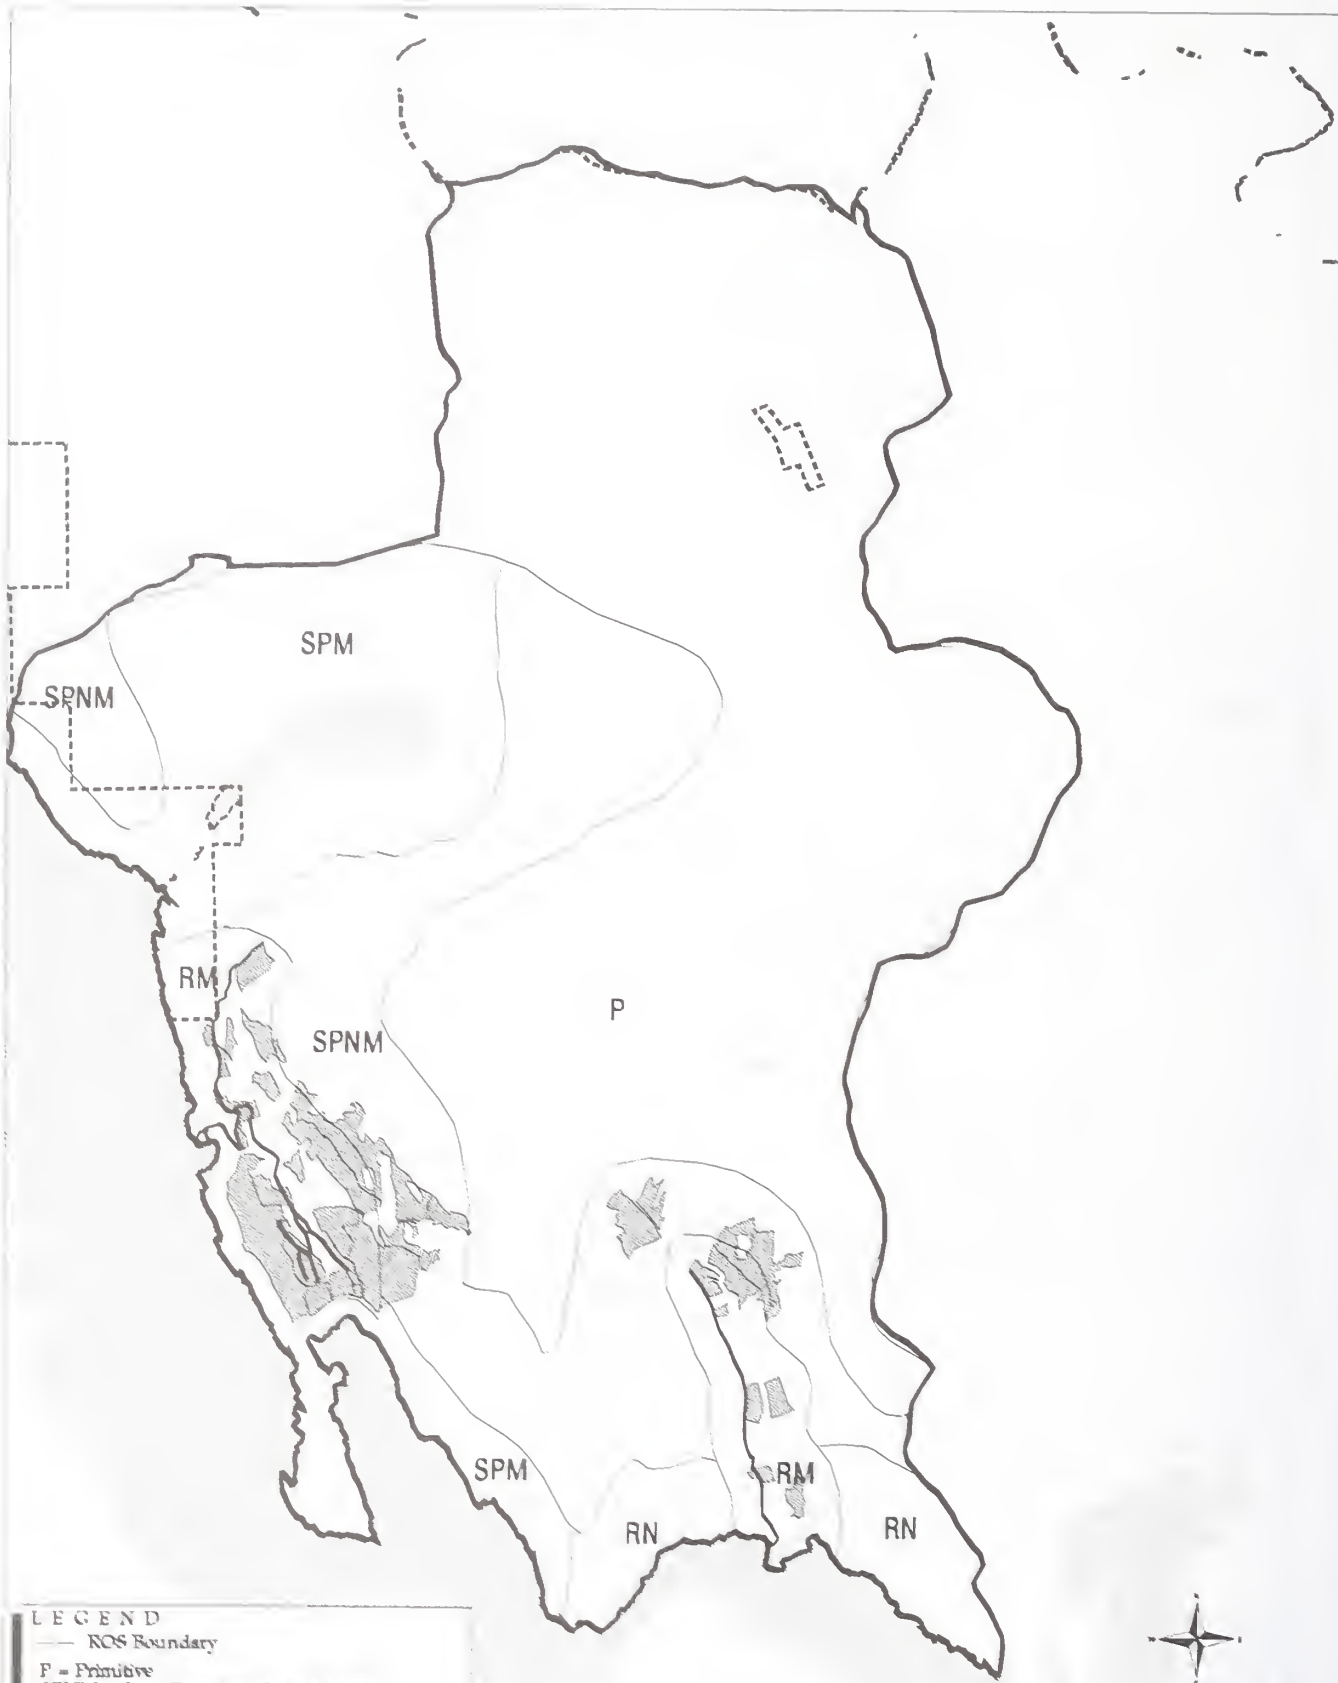 SPM
SPNM
RM
SPNM
P
SPM
RM
RN
RN
LEGEND
ROS Boundary
P = Primitive